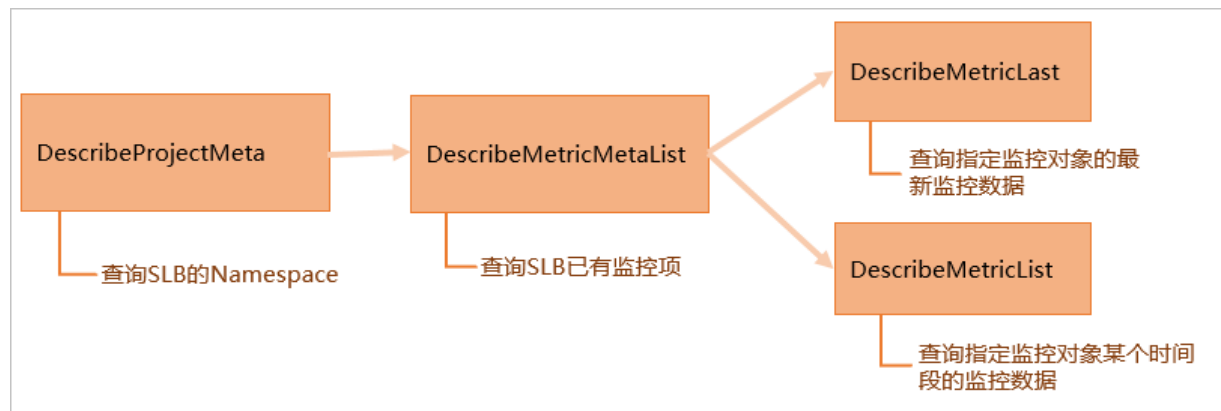 DescribeProjectMeta
查询SLB的Namespace
DescribeMetricMetaList
查询SLB已有监控项
DescribeMetricLast
查询指定监控对象的最
新监控数据
DescribeMetricList
查询指定监控对象某个时间
段的监控数据